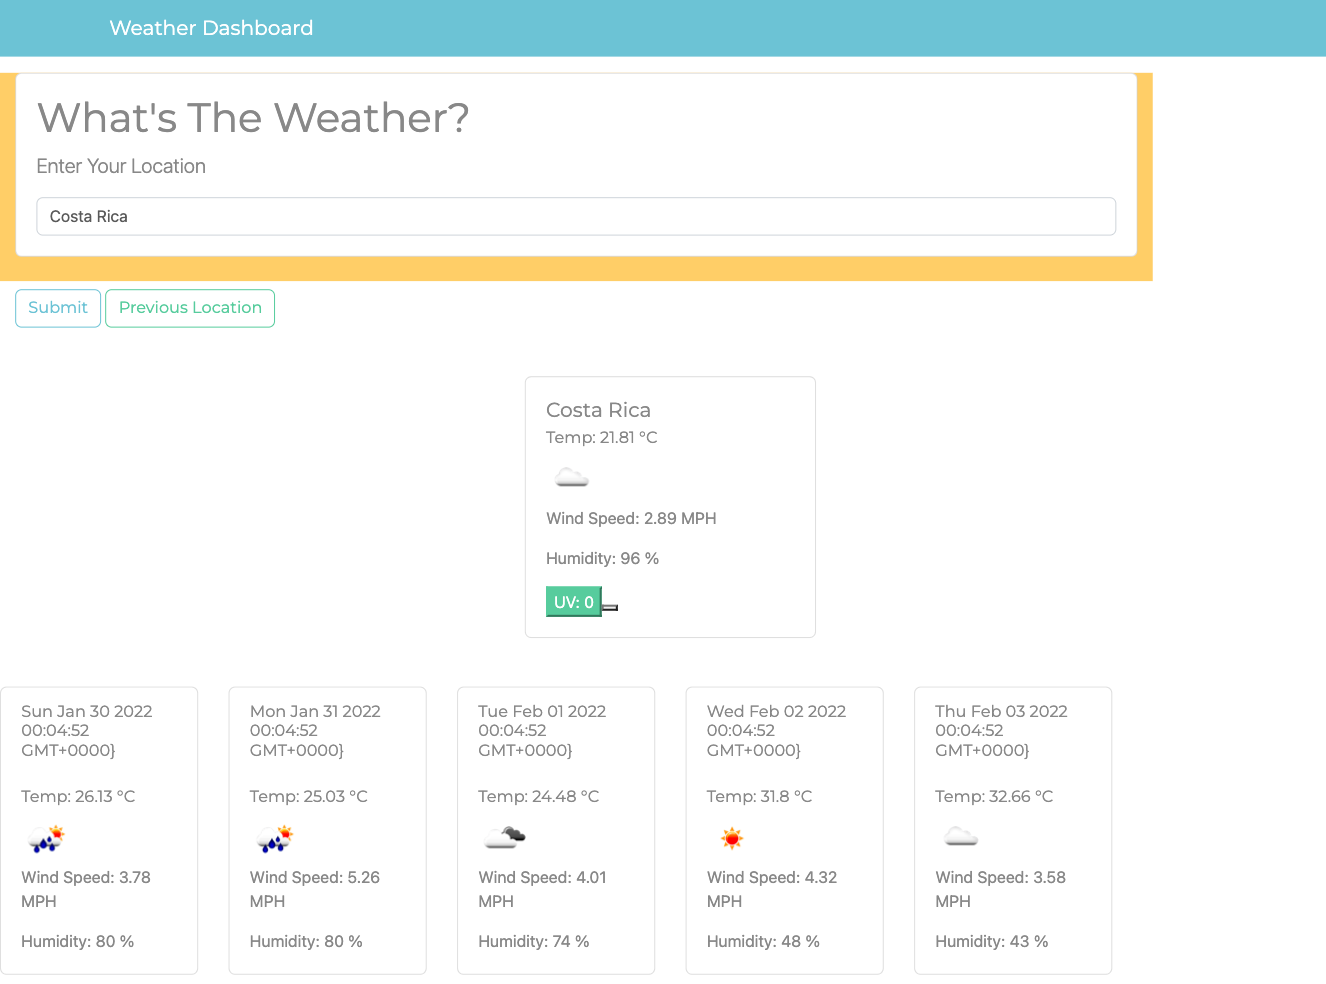 Weather Dashboard
What's The Weather?
Enter Your Location
Costa Rica
Submit
Previous Location
Costa Rica
Temp: 21.81 °C
Wind Speed: 2.89 MPH
Humidity: 96 %
UV: 0
Sun Jan 30 2022
00:04:52
GMT+0000}
Temp: 26.13 °C
Wind Speed: 3.78
MPH
Humidity: 80 %
Mon Jan 31 2022
00:04:52
GMT+0000}
Temp: 25.03 °C
Wind Speed: 5.26
MPH
Humidity: 80 %
Tue Feb 01 2022
00:04:52
GMT+0000}
Temp: 24.48 °C
Wind Speed: 4.01
MPH
Humidity: 74 %
Wed Feb 02 2022
00:04:52
GMT+0000}
Temp: 31.8 °C
Wind Speed: 4.32
MPH
Humidity: 48 %
Thu Feb 03 2022
00:04:52
GMT+0000}
Temp: 32.66 °C
Wind Speed: 3.58
MPH
Humidity: 43 %